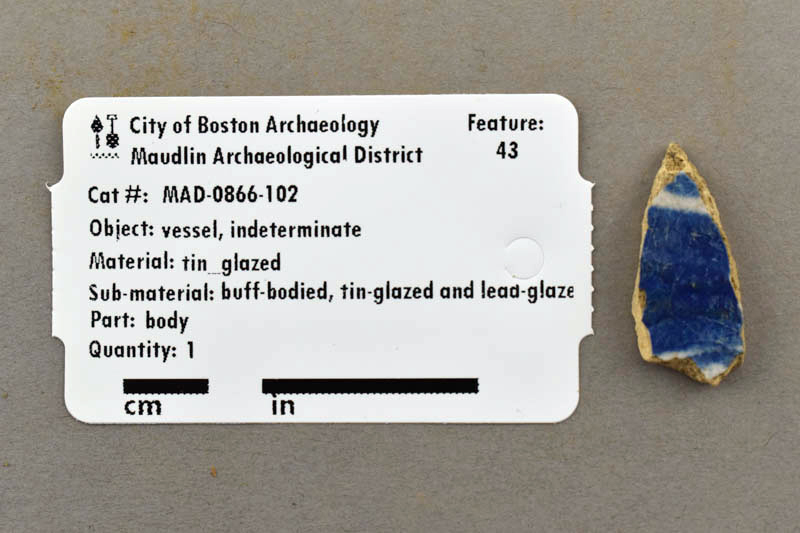 City of Boston Archaeology
Maudlin Archaeological District
Feature:
43
Cat #: MAD-0866-102
Object: vessel, indeterminate
Material: tin_glazed
Sub-material: buff-bodied, tin-glazed and lead-glaze
Part: body
Quantity: 1
cm in